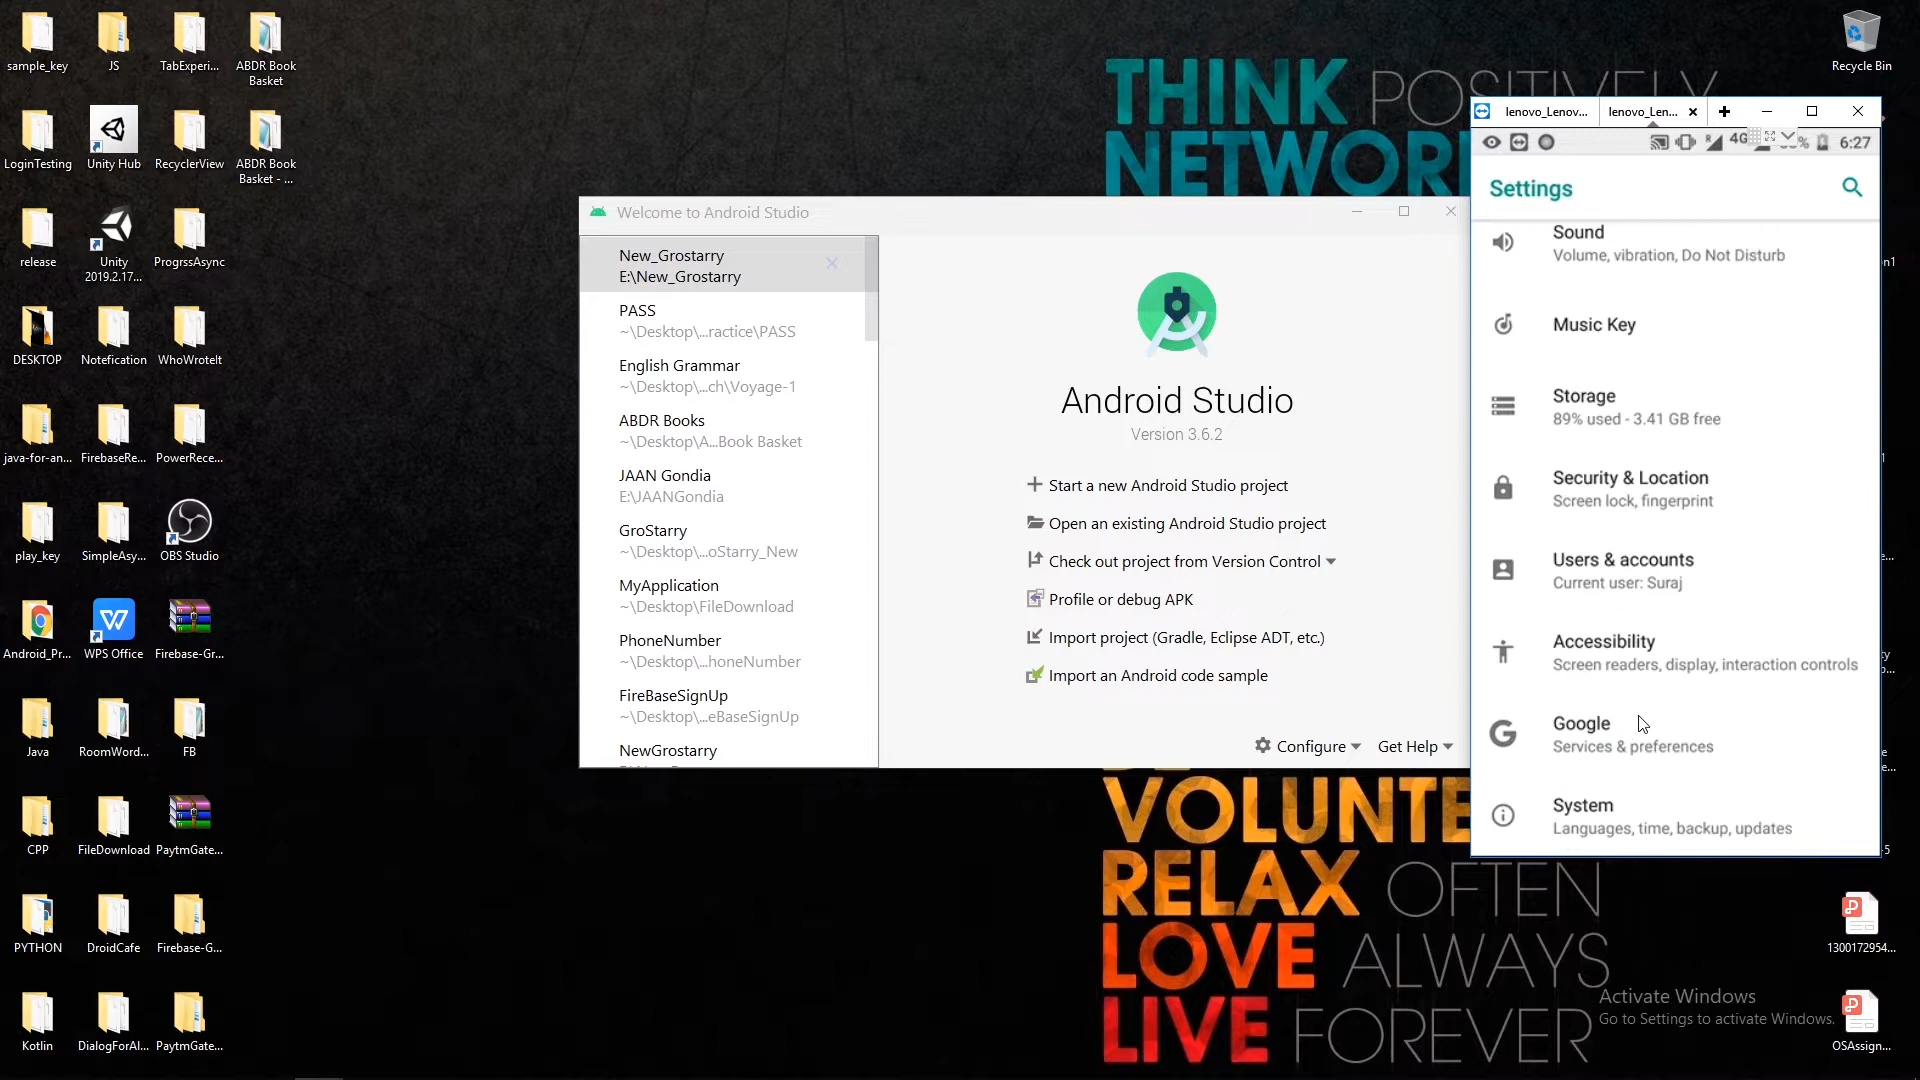 sample_key
JS
TabExperi...
ABDR Book
Basket
LoginTesting
Unity Hub
RecyclerView
ABDR Book
Basket - ...
release
Unity
2019.2.17...
ProgrssAsync
DESKTOP
Notefication
WhoWroteIt
java-for-an...
FirebaseRe...
PowerRece...
play_key
SimpleAsy...
OBS Studio
Android_Pr...
WPS Office
Firebase-Gr...
Java
RoomWord...
FB
CPP
FileDownload
PaytmGate...
PYTHON
DroidCafe
Firebase-G...
Kotlin
DialogForAl...
PaytmGate...
THINK POSITIVELY
NETWOR
VOLUNTE
RELAX OFTEN
LOVE ALWAYS
LIVE FOREVER
Welcome to Android Studio
New_Grostarry
E:\New_Grostarry
PASS
~\Desktop\...ractice\PASS
English Grammar
~\Desktop\...ch\Voyage-1
ABDR Books
~\Desktop\A...Book Basket
JAAN Gondia
E:\JAANGondia
GroStarry
~\Desktop\...oStarry_New
MyApplication
~\Desktop\FileDownload
PhoneNumber
~\Desktop\...honeNumber
FireBaseSignUp
~\Desktop\...eBaseSignUp
NewGrostarry
Android Studio
Version 3.6.2
Start a new Android Studio project
Open an existing Android Studio project
Check out project from Version Control
Profile or debug APK
Import project (Gradle, Eclipse ADT, etc.)
Import an Android code sample
Configure
Get Help
lenovo_Lenov...
lenovo_Len...
4G
6:27
Settings
Sound
Volume, vibration, Do Not Disturb
Music Key
Storage
89% used - 3.41 GB free
Security & Location
Screen lock, fingerprint
Users & accounts
Current user: Suraj
Accessibility
Screen readers, display, interaction controls
Google
Services & preferences
System
Languages, time, backup, updates
Recycle Bin
1300172954...
OSAssign...
Activate Windows
Go to Settings to activate Windows.